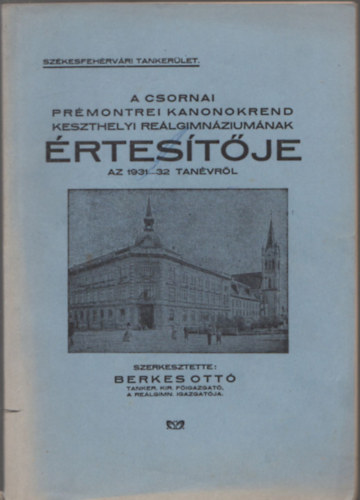 SZÉKESFEHÉRVÁRI TANKERÜLET.
A CSORNAI
PRÉMONTREI KANONOKREND
KESZTHELYI REÁLGIMNÁZIUMÁNAK
ÉRTESÍTŐJE
AZ 1931—32 TANÉVRŐL
SZERKESZTETTE:
BERKES OTTÓ
TANKER. KIR. FŐIGAZGATÓ,
A REÁLGIMN. IGAZGATÓJA.